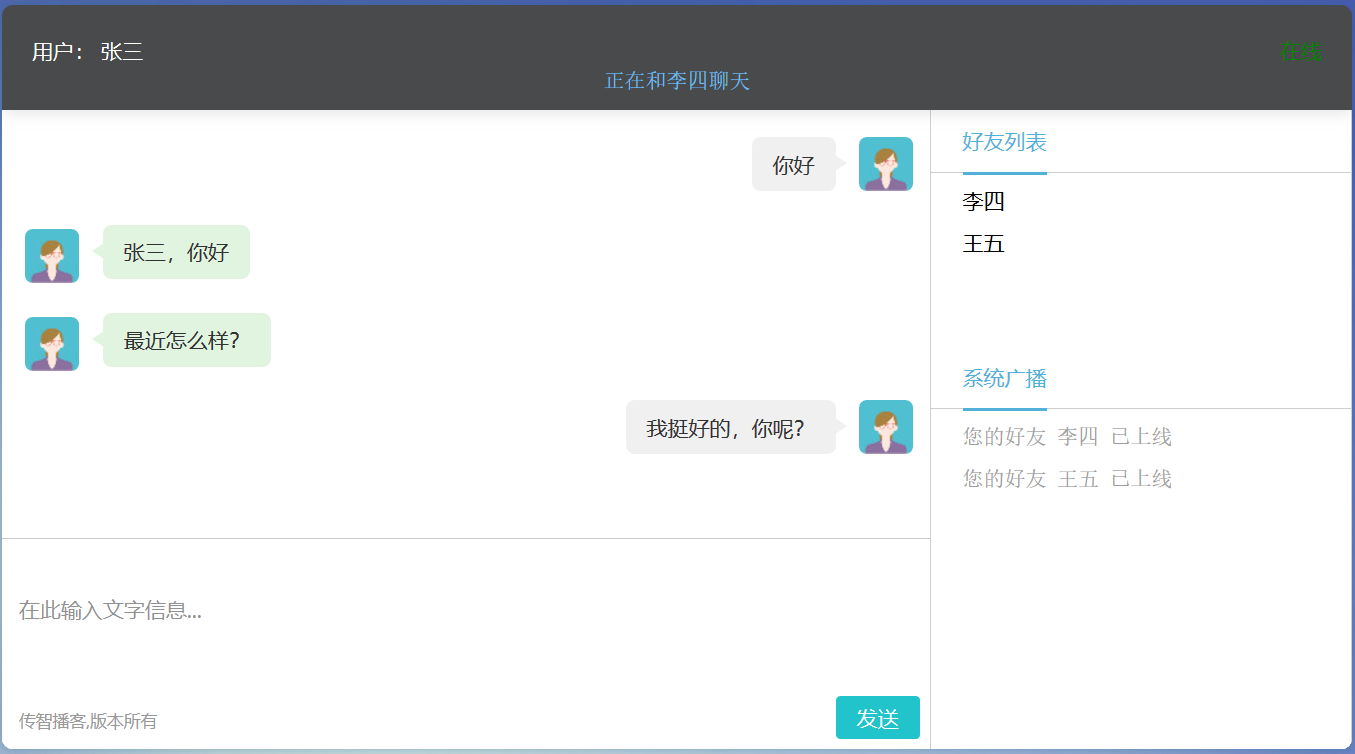 用户： 张三
在线
正在和李四聊天
你好
张三，你好
最近怎么样？
我挺好的，你呢？
在此输入文字信息...
传智播客,版本所有
发送
好友列表
李四
王五
系统广播
您的好友 李四 已上线
您的好友 王五 已上线